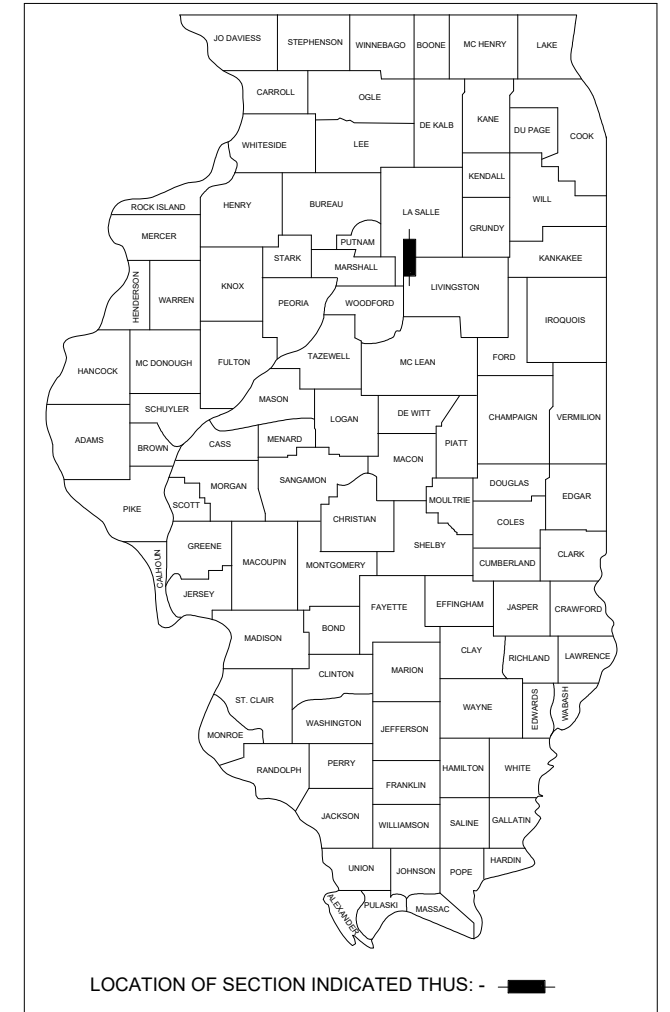 JO DAVIESS
STEPHENSON
WINNEBAGO
BOONE
MC HENRY
LAKE
CARROLL
OGLE
DE KALB
KANE
DU PAGE
COOK
WHITESIDE
LEE
KENDALL
WILL
ROCK ISLAND
HENRY
BUREAU
LA SALLE
GRUNDY
MERCER
PUTNAM
STARK
MARSHALL
KANKAKEE
HENDERSON
WARREN
KNOX
PEORIA
WOODFORD
LIVINGSTON
IROQUOIS
HANCOCK
MC DONOUGH
FULTON
TAZEWELL
MC LEAN
FORD
SCHUYLER
MASON
LOGAN
DE WITT
CHAMPAIGN
VERMILION
ADAMS
BROWN
CASS
MENARD
MACON
PIATT
PIKE
SCOTT
MORGAN
SANGAMON
CHRISTIAN
MOULTRIE
DOUGLAS
EDGAR
COLES
CALHOUN
GREENE
MACOUPIN
MONTGOMERY
SHELBY
CUMBERLAND
CLARK
JERSEY
FAYETTE
EFFINGHAM
JASPER
CRAWFORD
MADISON
BOND
CLAY
RICHLAND
LAWRENCE
CLINTON
MARION
ST. CLAIR
WAYNE
EDWARDS
WABASH
MONROE
WASHINGTON
JEFFERSON
RANDOLPH
PERRY
HAMILTON
WHITE
FRANKLIN
JACKSON
WILLIAMSON
SALINE
GALLATIN
UNION
JOHNSON
POPE
HARDIN
ALEXANDER
PULASKI
MASSAC
LOCATION OF SECTION INDICATED THUS: -